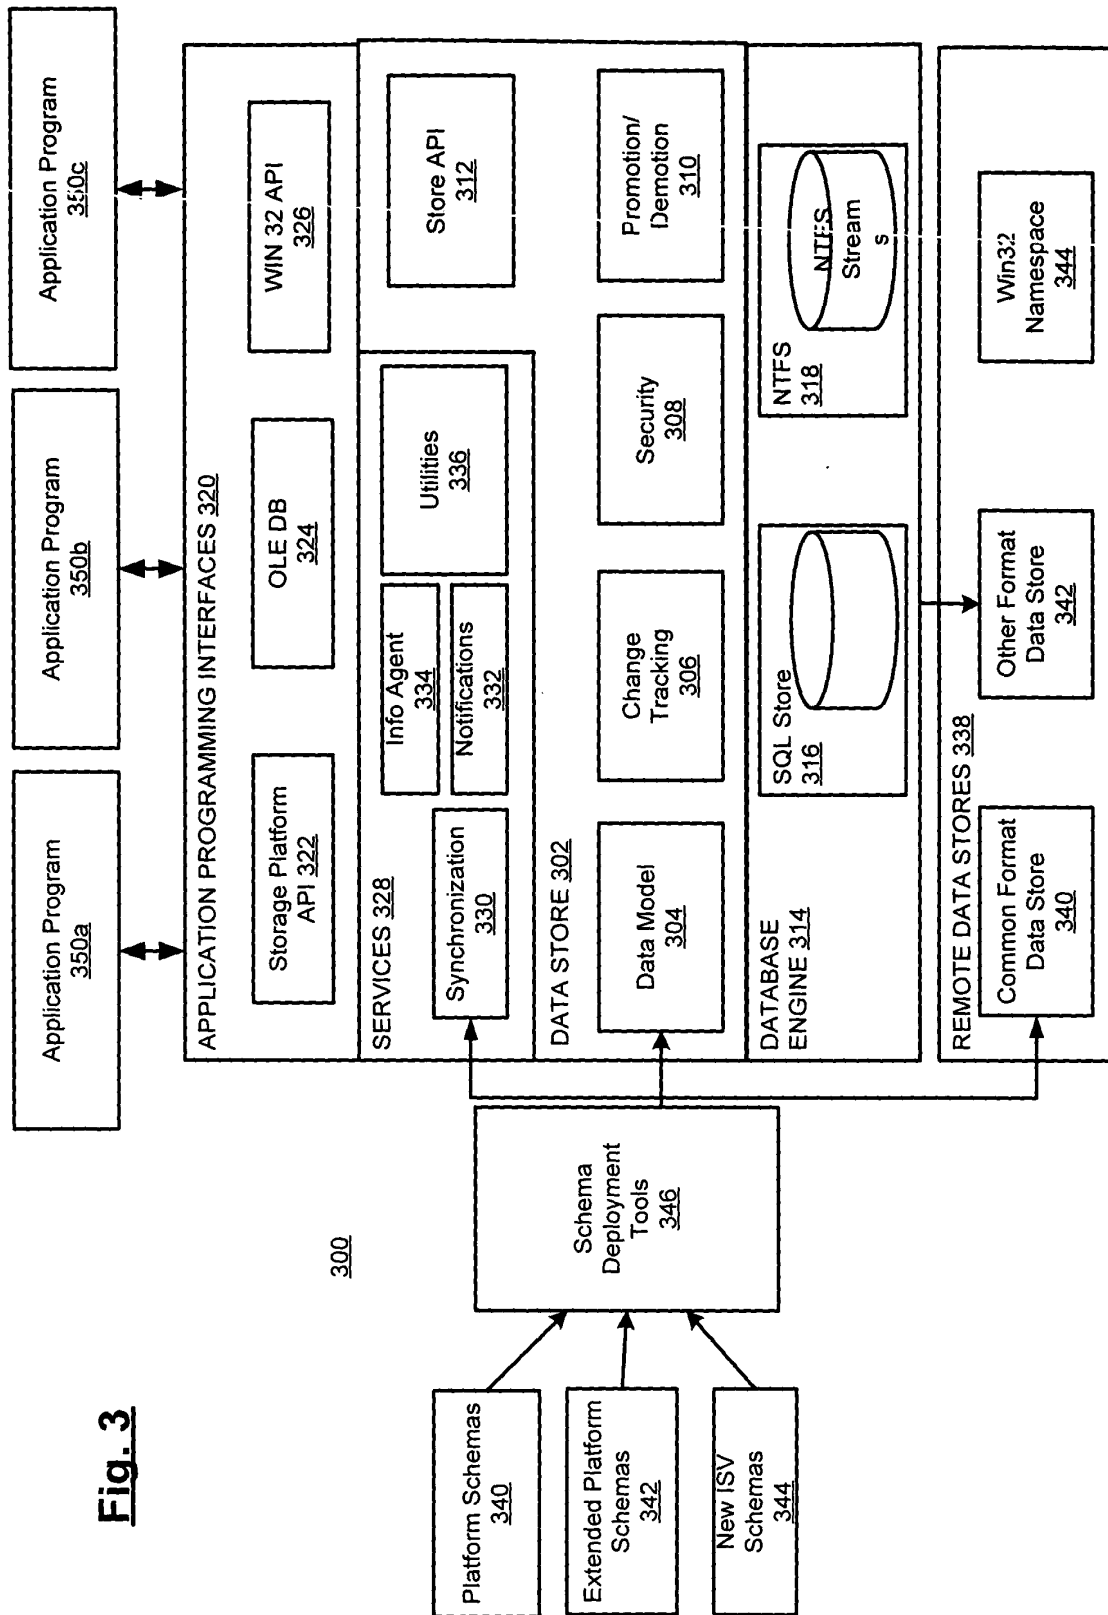 Fig. 3
300
Application Program
350a
Application Program
350b
Application Program
350c
APPLICATION PROGRAMMING INTERFACES 320
Storage Platform
API 322
OLE DB
324
WIN 32 API
326
SERVICES 328
Synchronization
330
Info Agent
334
Notifications
332
Utilities
336
Store API
312
DATA STORE 302
Data Model
304
Change
Tracking
306
Security
308
Promotion/
Demotion
310
DATABASE
ENGINE 314
SQL Store
316
NTFS
318
NTFS
Stream
s
REMOTE DATA STORES 338
Common Format
Data Store
340
Other Format
Data Store
342
Win32
Namespace
344
Schema
Deployment
Tools
346
Platform Schemas
340
Extended Platform
Schemas
342
New ISV
Schemas
344